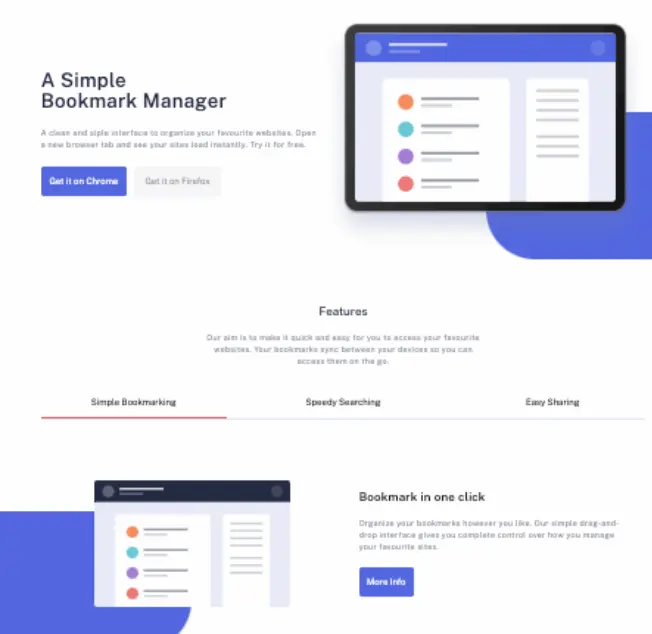 A Simple
Bookmark Manager
A clean and siple interface to organize your favourite websites. Open
a new browser tab and see your sites load instantly. Try it for free.
Get it on Chrome
Get it on Firefox
Features
Our aim is to make it quick and easy for you to access your favourite
websites. Your bookmarks sync between your devices so you can
access them on the go.
Simple Bookmarking
Speedy Searching
Easy Sharing
Bookmark in one click
Organize your bookmarks however you like. Our simple drag-and-
drop interface gives you complete control over how you manage
your favourite sites.
More Info